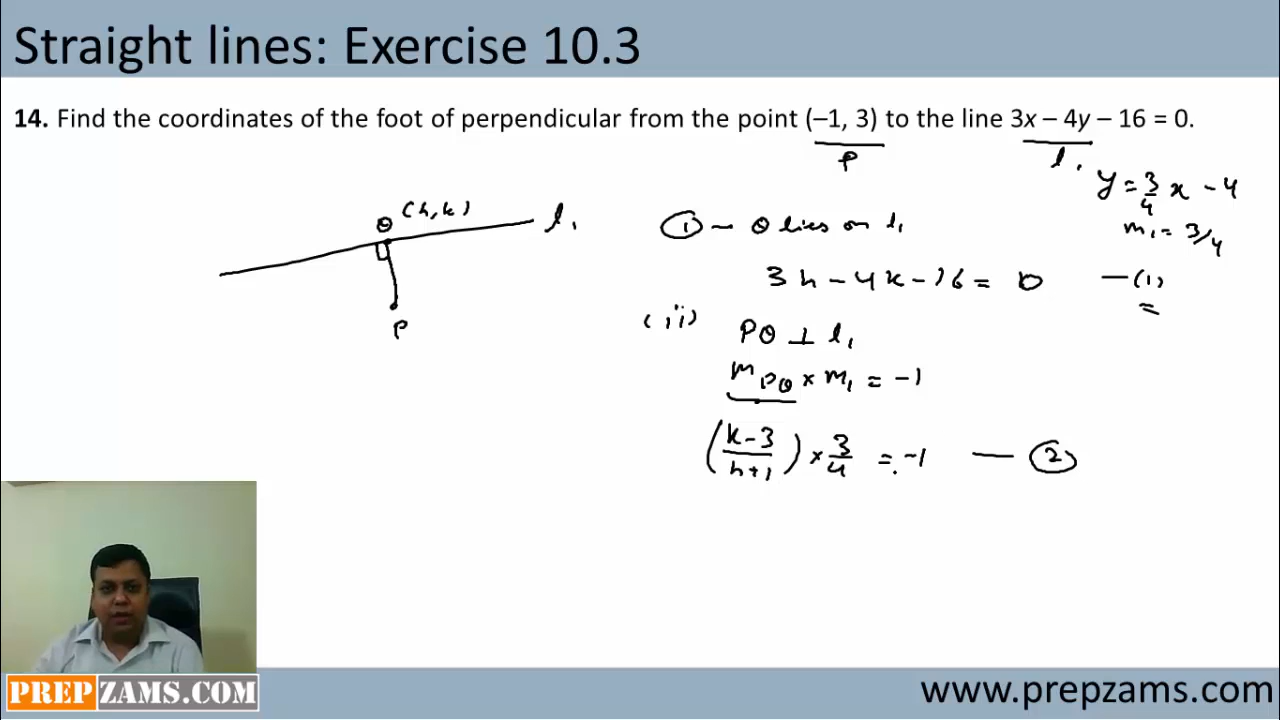 Straight lines: Exercise 10.3
14. Find the coordinates of the foot of perpendicular from the point (–1, 3) to the line 3x – 4y – 16 = 0.
P
l₁
y = 3/4 x - 4
m₁ = 3/4
Q (h, k)
l₁
P
① ~ Q lies on l₁
3h - 4k - 16 = 0 — (1)
(ii) PQ ⊥ l₁
m PQ × m₁ = -1
(k-3 / h+1) × 3/4 = -1 — ②
PREPZAMS.COM
www.prepzams.com